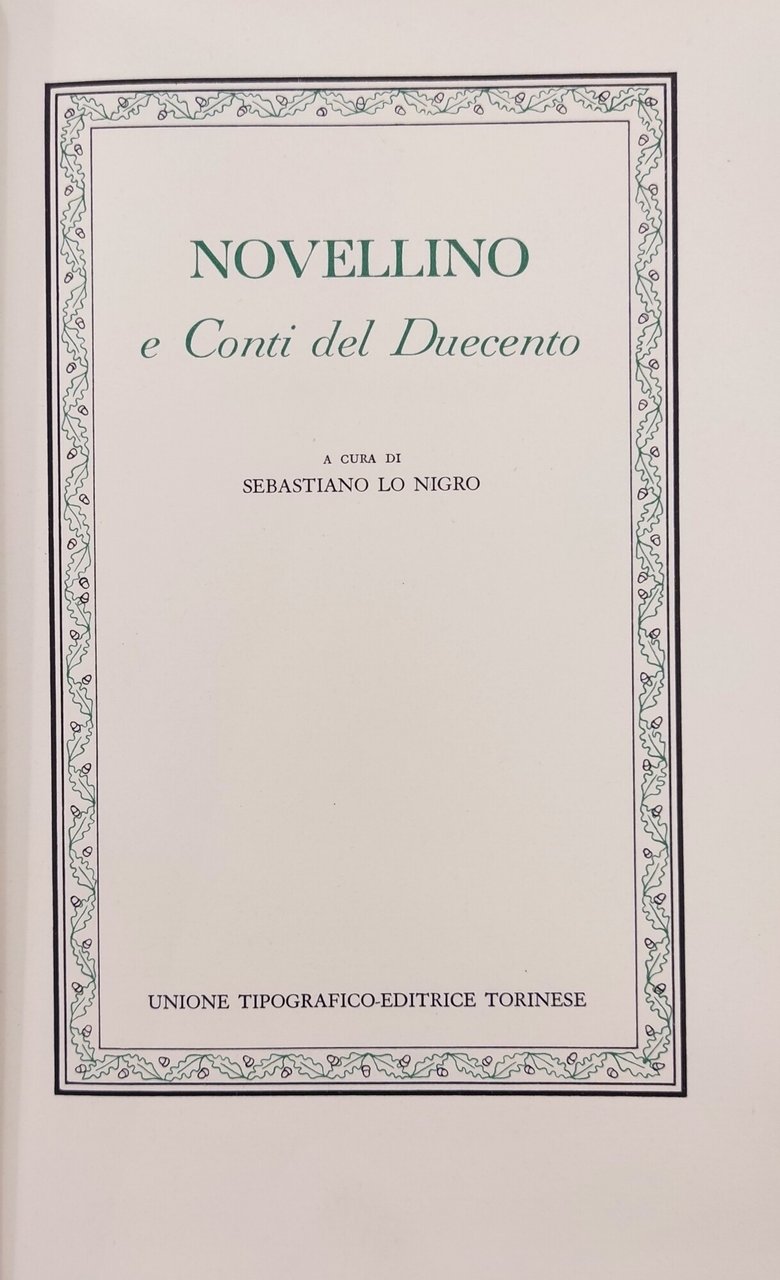 NOVELLINO
e Conti del Duecento
A CURA DI
SEBASTIANO LO NIGRO
UNIONE TIPOGRAFICO-EDITRICE TORINESE